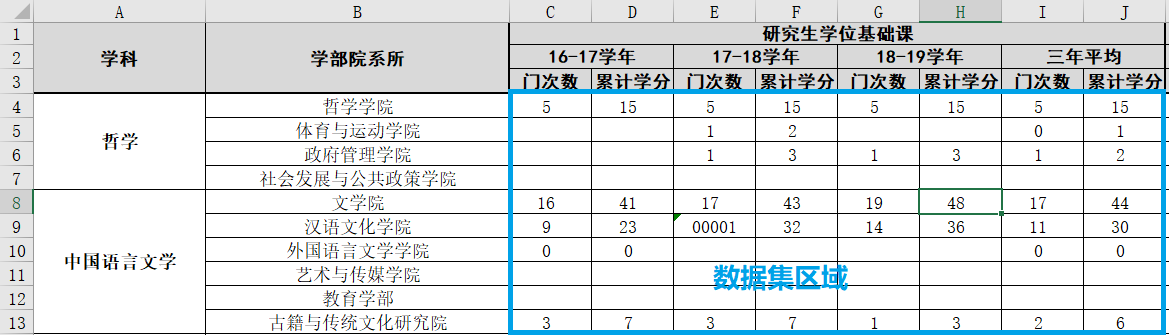 A B C D E F G H I J
1 研究生学位基础课
2 学科 学部院系所 16-17学年 17-18学年 18-19学年 三年平均
3 门次数 累计学分 门次数 累计学分 门次数 累计学分 门次数 累计学分
4 哲学学院 5 15 5 15 5 15 5 15
5 哲学 体育与运动学院 1 2 0 1
6 政府管理学院 1 3 1 3 1 2
7 社会发展与公共政策学院
8 文学院 16 41 17 43 19 48 17 44
9 汉语文化学院 9 23 00001 32 14 36 11 30
10 中国语言文学 外国语言文学学院 0 0 0 0
11 艺术与传媒学院 数据集区域
12 教育学部
13 古籍与传统文化研究院 3 7 3 7 1 3 2 6